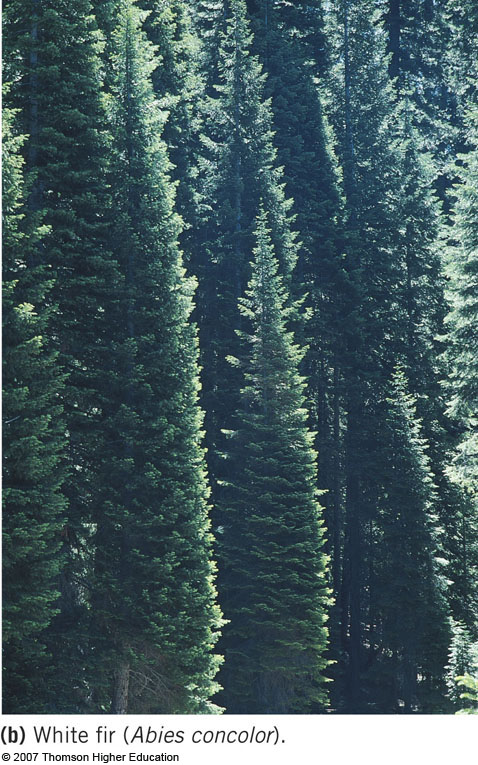 (b) White fir (Abies concolor).
© 2007 Thomson Higher Education